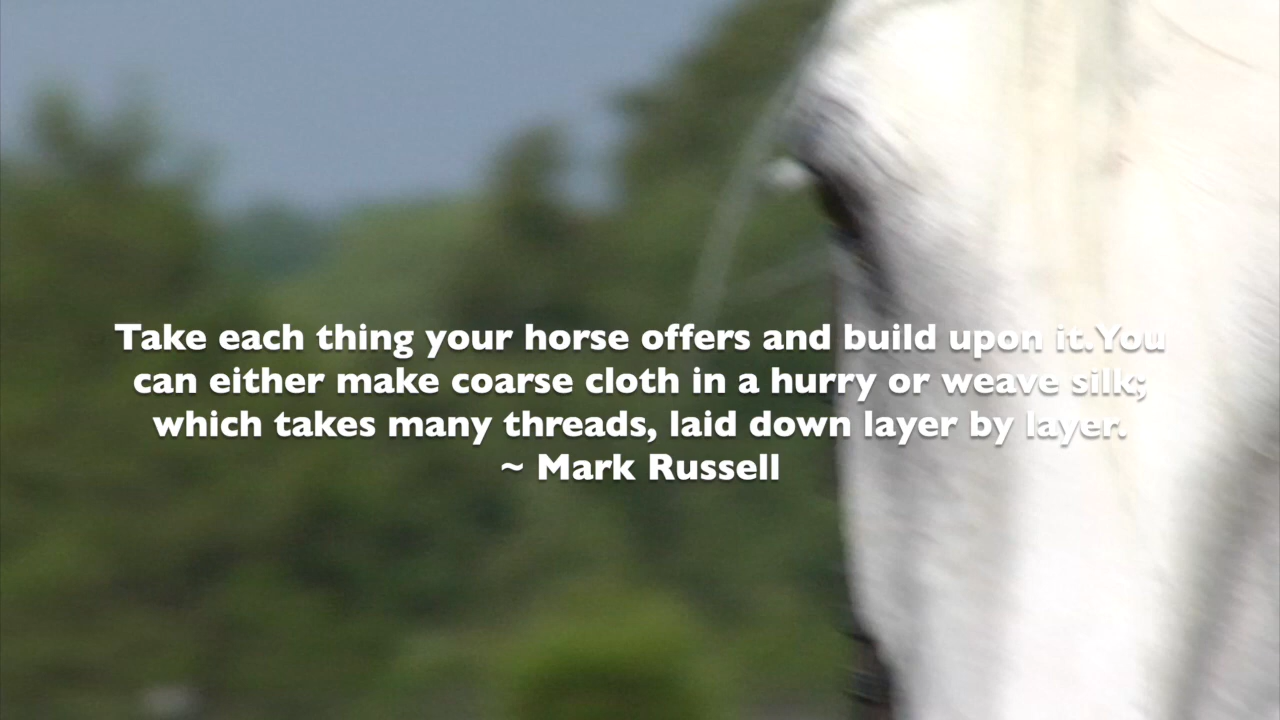 Take each thing your horse offers and build upon it. You
can either make coarse cloth in a hurry or weave silk;
which takes many threads, laid down layer by layer.
~ Mark Russell